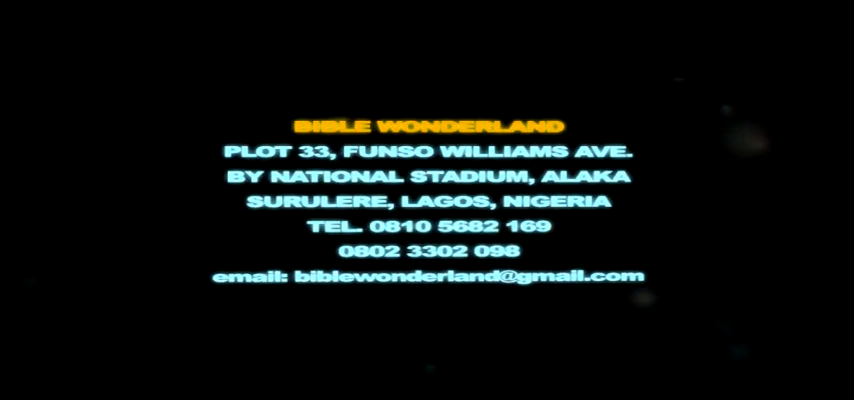 BIBLE WONDERLAND
PLOT 33, FUNSO WILLIAMS AVE.
BY NATIONAL STADIUM, ALAKA
SURULERE, LAGOS, NIGERIA
TEL. 0810 5682 169
0802 3302 098
email: biblewonderland@gmail.com